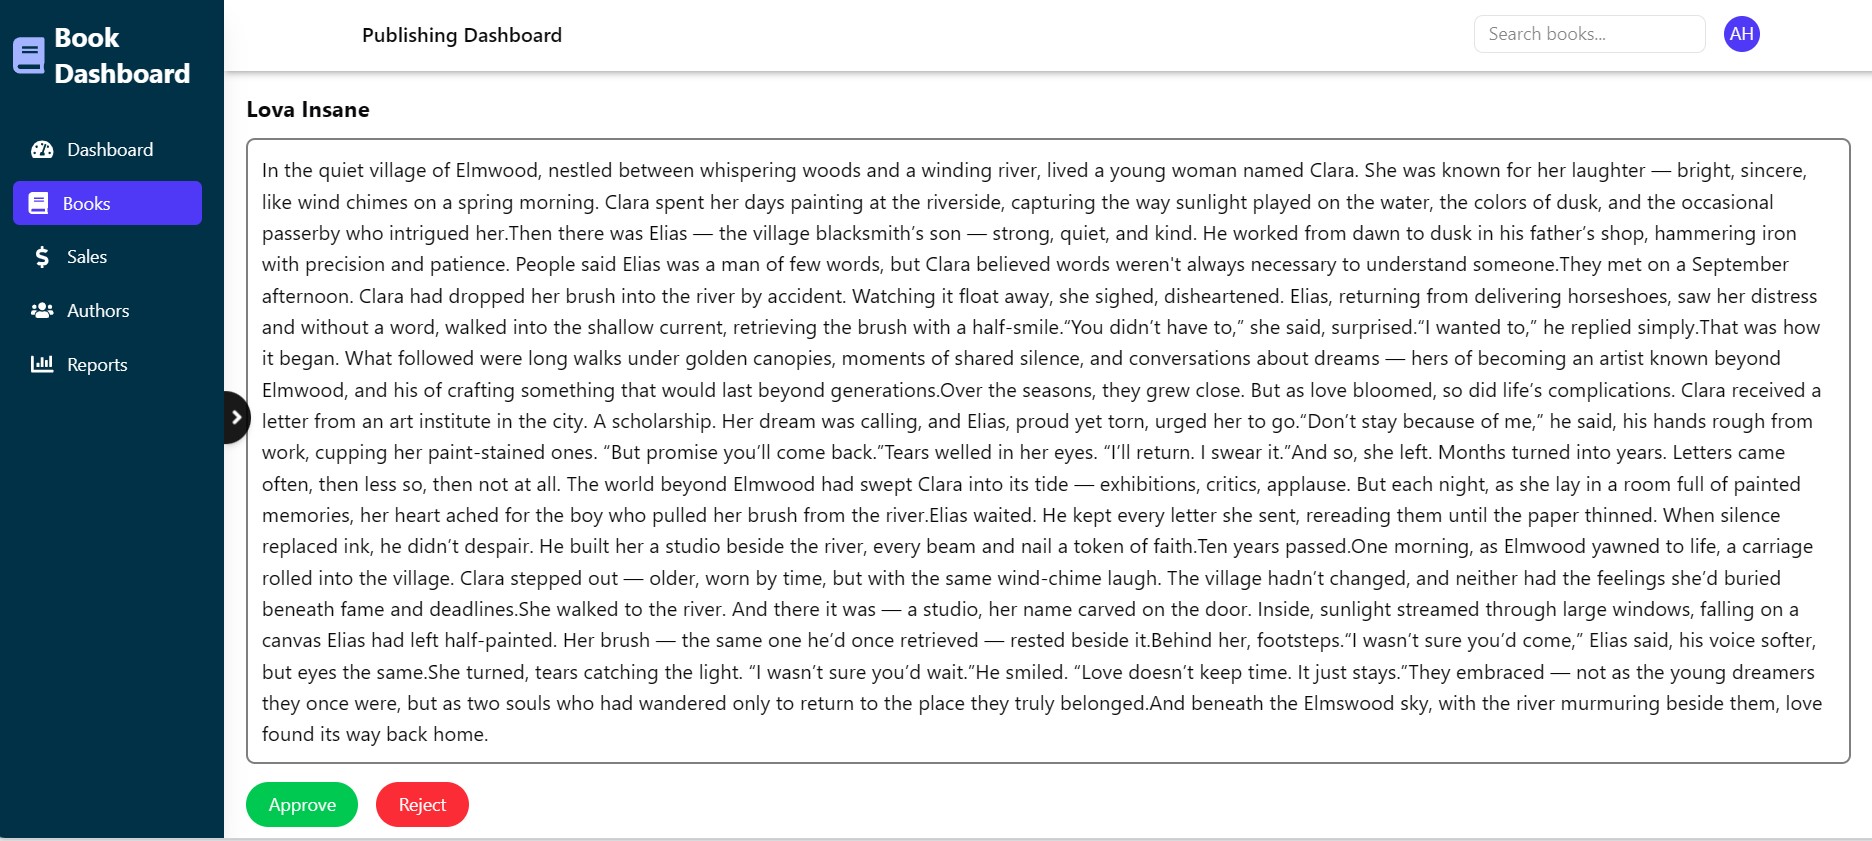 Book
Dashboard
Dashboard
Books
Sales
Authors
Reports
Publishing Dashboard
Search books...
AH
Lova Insane
In the quiet village of Elmwood, nestled between whispering woods and a winding river, lived a young woman named Clara. She was known for her laughter — bright, sincere,
like wind chimes on a spring morning. Clara spent her days painting at the riverside, capturing the way sunlight played on the water, the colors of dusk, and the occasional
passerby who intrigued her.Then there was Elias — the village blacksmith’s son — strong, quiet, and kind. He worked from dawn to dusk in his father’s shop, hammering iron
with precision and patience. People said Elias was a man of few words, but Clara believed words weren't always necessary to understand someone.They met on a September
afternoon. Clara had dropped her brush into the river by accident. Watching it float away, she sighed, disheartened. Elias, returning from delivering horseshoes, saw her distress
and without a word, walked into the shallow current, retrieving the brush with a half-smile.“You didn’t have to,” she said, surprised.“I wanted to,” he replied simply.That was how
it began. What followed were long walks under golden canopies, moments of shared silence, and conversations about dreams — hers of becoming an artist known beyond
Elmwood, and his of crafting something that would last beyond generations.Over the seasons, they grew close. But as love bloomed, so did life’s complications. Clara received a
letter from an art institute in the city. A scholarship. Her dream was calling, and Elias, proud yet torn, urged her to go.“Don’t stay because of me,” he said, his hands rough from
work, cupping her paint-stained ones. “But promise you’ll come back.”Tears welled in her eyes. “I’ll return. I swear it.”And so, she left. Months turned into years. Letters came
often, then less so, then not at all. The world beyond Elmwood had swept Clara into its tide — exhibitions, critics, applause. But each night, as she lay in a room full of painted
memories, her heart ached for the boy who pulled her brush from the river.Elias waited. He kept every letter she sent, rereading them until the paper thinned. When silence
replaced ink, he didn’t despair. He built her a studio beside the river, every beam and nail a token of faith.Ten years passed.One morning, as Elmwood yawned to life, a carriage
rolled into the village. Clara stepped out — older, worn by time, but with the same wind-chime laugh. The village hadn’t changed, and neither had the feelings she’d buried
beneath fame and deadlines.She walked to the river. And there it was — a studio, her name carved on the door. Inside, sunlight streamed through large windows, falling on a
canvas Elias had left half-painted. Her brush — the same one he’d once retrieved — rested beside it.Behind her, footsteps.“I wasn’t sure you’d come,” Elias said, his voice softer,
but eyes the same.She turned, tears catching the light. “I wasn’t sure you’d wait.”He smiled. “Love doesn’t keep time. It just stays.”They embraced — not as the young dreamers
they once were, but as two souls who had wandered only to return to the place they truly belonged.And beneath the Elmswood sky, with the river murmuring beside them, love
found its way back home.
Approve
Reject